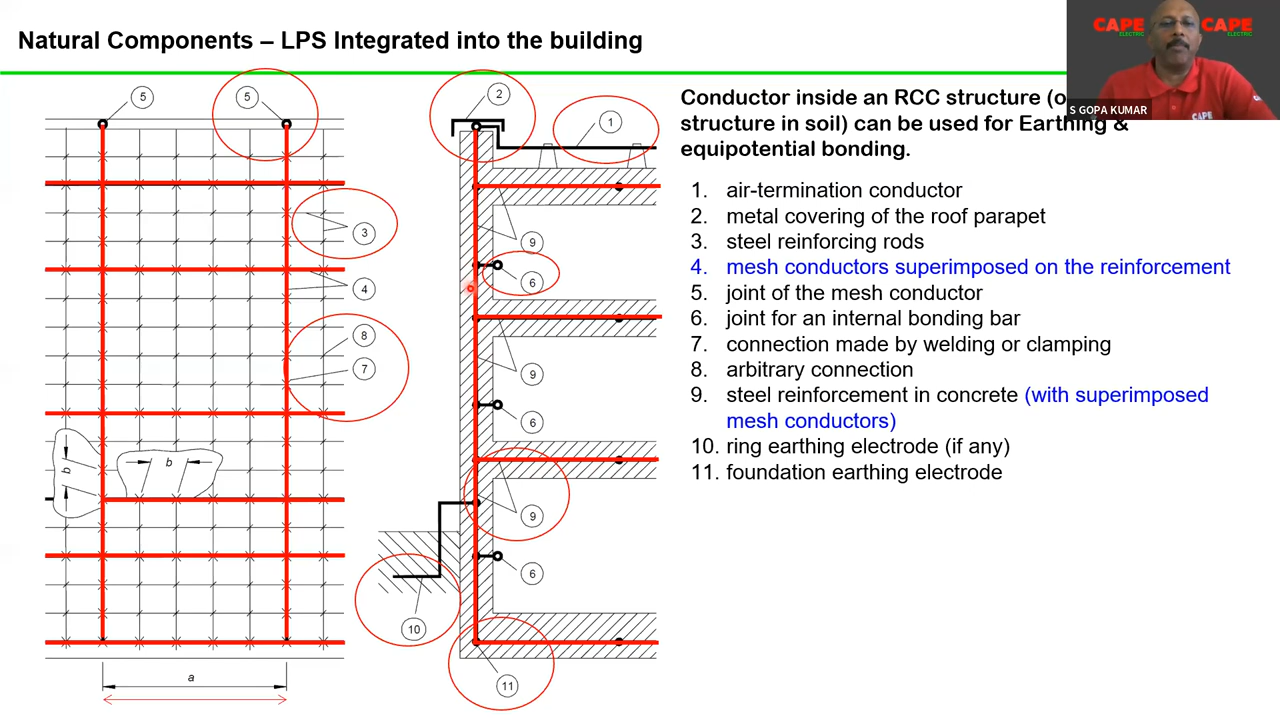 Natural Components – LPS Integrated into the building
CAPE
ELECTRIC
CAPE
ELECTRIC
S GOPA KUMAR
CAPE
Conductor inside an RCC structure (o
structure in soil) can be used for Earthing &
equipotential bonding.
1. air-termination conductor
2. metal covering of the roof parapet
3. steel reinforcing rods
4. mesh conductors superimposed on the reinforcement
5. joint of the mesh conductor
6. joint for an internal bonding bar
7. connection made by welding or clamping
8. arbitrary connection
9. steel reinforcement in concrete (with superimposed
mesh conductors)
10. ring earthing electrode (if any)
11. foundation earthing electrode
5
5
3
4
8
7
b
b
a
2
1
9
6
9
6
9
6
10
11